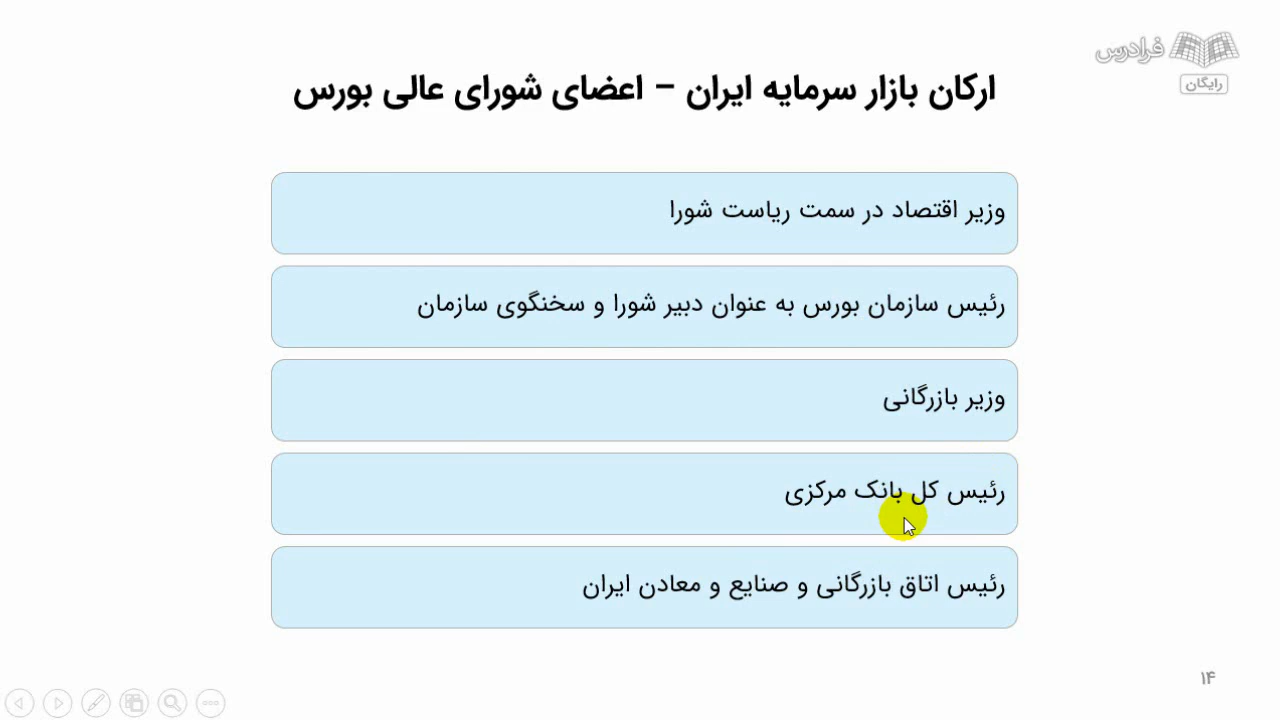 فرادرس
رایگان
ارکان بازار سرمایه ایران – اعضای شورای عالی بورس
وزیر اقتصاد در سمت ریاست شورا
رئیس سازمان بورس به عنوان دبیر شورا و سخنگوی سازمان
وزیر بازرگانی
رئیس کل بانک مرکزی
رئیس اتاق بازرگانی و صنایع و معادن ایران
۱۴